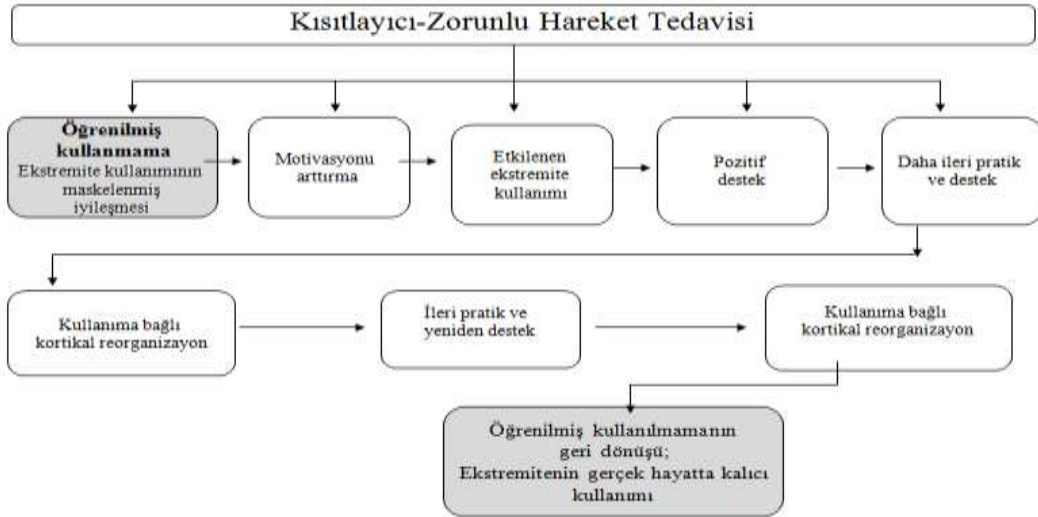 Kısıtlayıcı-Zorunlu Hareket Tedavisi
Öğrenilmiş
kullanmama
Ekstremite kullanımının
maskelenmiş
iyileşmesi
Motivasyonu
arttırma
Etkilenen
ekstremite
kullanımı
Pozitif
destek
Daha ileri pratik
ve destek
Kullanıma bağlı
kortikal reorganizayon
İleri pratik ve
yeniden destek
Kullanıma bağlı
kortikal reorganizayon
Öğrenilmiş kullanılmamanın
geri dönüşü;
Ekstremitenin gerçek hayatta kalıcı
kullanımı